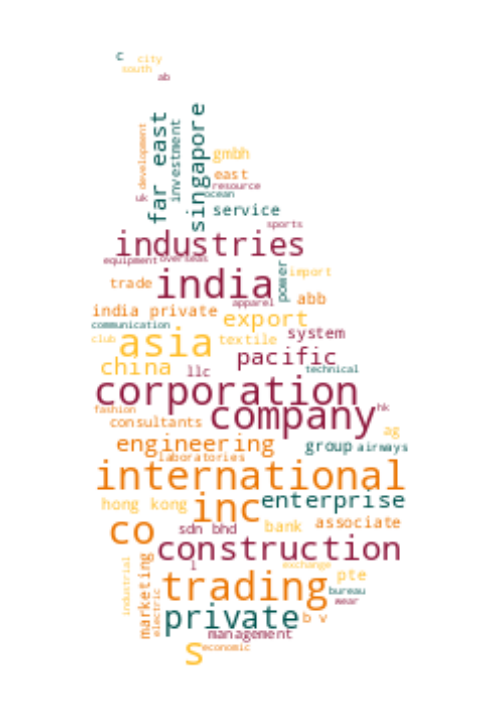 c
city
south
ab
singapore
far east
investment
development
uk
gmbh
east
resource
ocean
service
sports
industries
equipment
overseas
power
import
trade
india
apparel
abb
india private
export
communication
club
asia
textile
system
pacific
china
llc
technical
corporation
company
hk
fashion
consultants
ag
engineering
group
airways
laboratories
international
inc
enterprise
hong kong
co
sdn bhd
bank
associate
construction
l
exchange
industrial
marketing
electric
trading
pte
bureau
wear
private
b v
management
s
economic